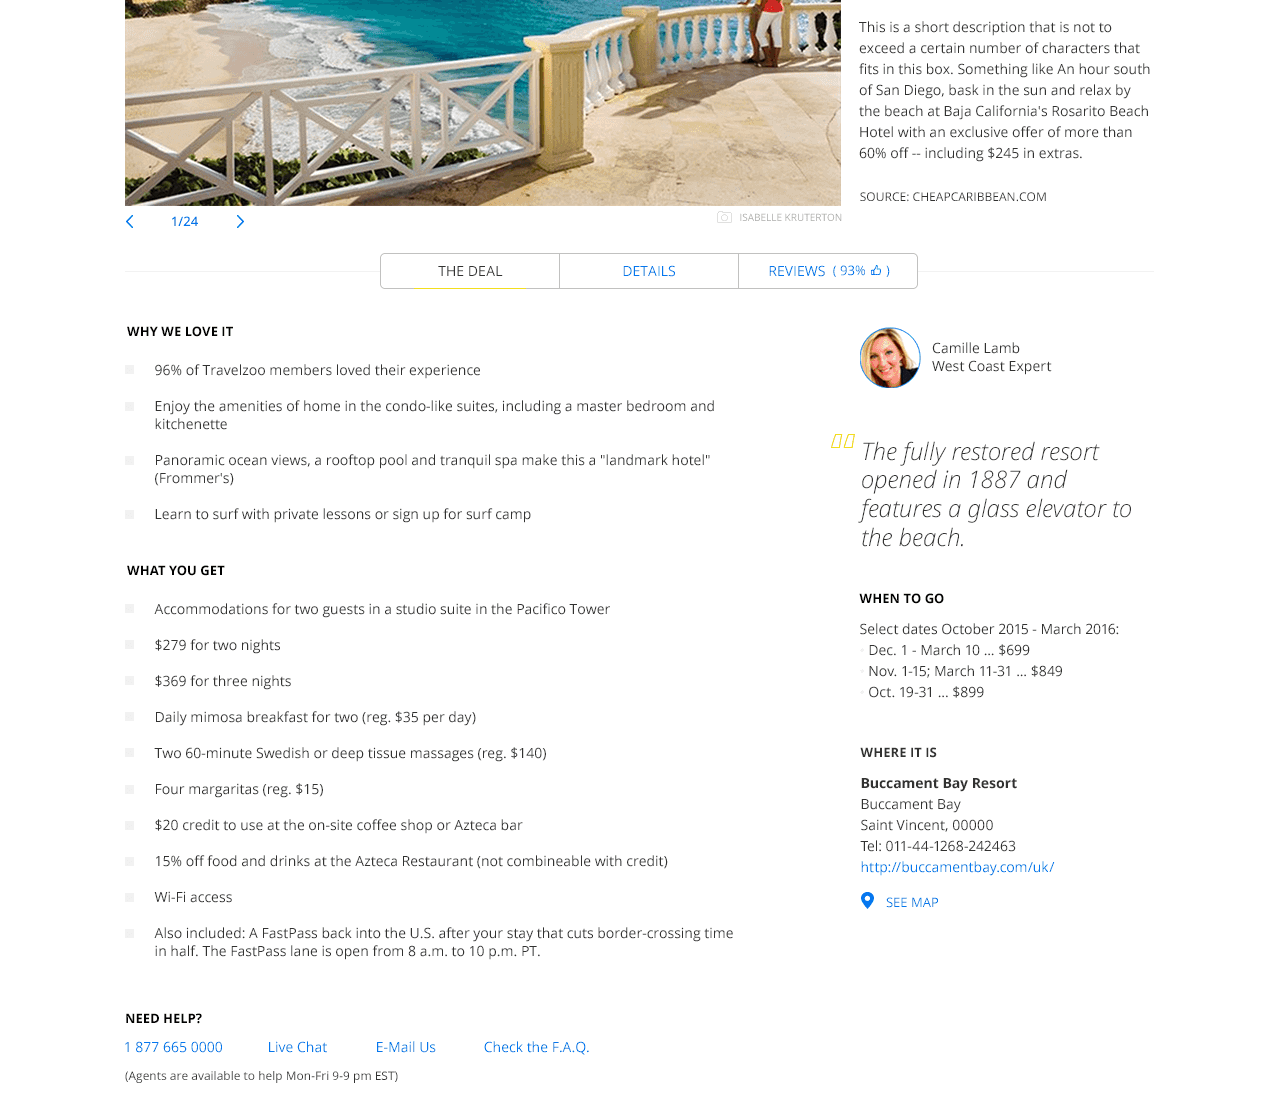 This is a short description that is not to
exceed a certain number of characters that
fits in this box. Something like An hour south
of San Diego, bask in the sun and relax by
the beach at Baja California's Rosarito Beach
Hotel with an exclusive offer of more than
60% off -- including $245 in extras.
SOURCE: CHEAPCARIBBEAN.COM
1/24
ISABELLE KRUTERTON
THE DEAL
DETAILS
REVIEWS ( 93% )
WHY WE LOVE IT
96% of Travelzoo members loved their experience
Enjoy the amenities of home in the condo-like suites, including a master bedroom and
kitchenette
Panoramic ocean views, a rooftop pool and tranquil spa make this a "landmark hotel"
(Frommer's)
Learn to surf with private lessons or sign up for surf camp
WHAT YOU GET
Accommodations for two guests in a studio suite in the Pacifico Tower
$279 for two nights
$369 for three nights
Daily mimosa breakfast for two (reg. $35 per day)
Two 60-minute Swedish or deep tissue massages (reg. $140)
Four margaritas (reg. $15)
$20 credit to use at the on-site coffee shop or Azteca bar
15% off food and drinks at the Azteca Restaurant (not combineable with credit)
Wi-Fi access
Also included: A FastPass back into the U.S. after your stay that cuts border-crossing time
in half. The FastPass lane is open from 8 a.m. to 10 p.m. PT.
Camille Lamb
West Coast Expert
The fully restored resort
opened in 1887 and
features a glass elevator to
the beach.
WHEN TO GO
Select dates October 2015 - March 2016:
· Dec. 1 - March 10 ... $699
· Nov. 1-15; March 11-31 ... $849
· Oct. 19-31 ... $899
WHERE IT IS
Buccament Bay Resort
Buccament Bay
Saint Vincent, 00000
Tel: 011-44-1268-242463
http://buccamentbay.com/uk/
SEE MAP
NEED HELP?
1 877 665 0000
Live Chat
E-Mail Us
Check the F.A.Q.
(Agents are available to help Mon-Fri 9-9 pm EST)